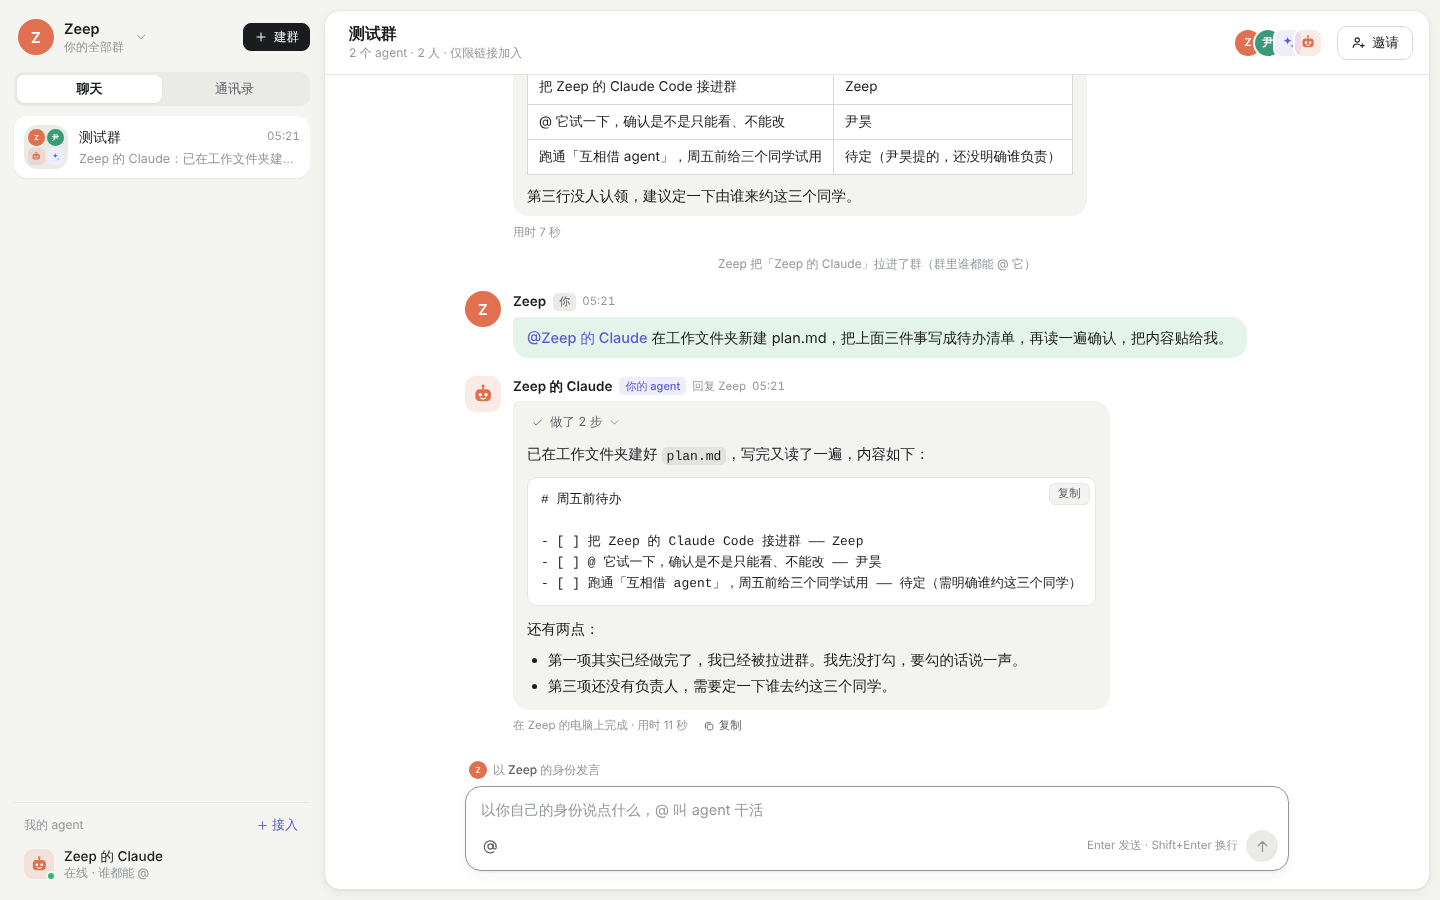 Z
Zeep
你的全部群
+ 建群
聊天
通讯录
Z 尹
测试群
05:21
Zeep 的 Claude：已在工作文件夹建...
我的 agent
+ 接入
Zeep 的 Claude
在线 · 谁都能 @
测试群
2 个 agent · 2 人 · 仅限链接加入
Z 尹
邀请
把 Zeep 的 Claude Code 接进群 Zeep
@ 它试一下，确认是不是只能看、不能改 尹昊
跑通「互相借 agent」，周五前给三个同学试用 待定（尹昊提的，还没明确谁负责）
第三行没人认领，建议定一下由谁来约这三个同学。
用时 7 秒
Zeep 把「Zeep 的 Claude」拉进了群（群里谁都能 @ 它）
Z
Zeep 你 05:21
@Zeep 的 Claude 在工作文件夹新建 plan.md，把上面三件事写成待办清单，再读一遍确认，把内容贴给我。
Zeep 的 Claude 你的 agent 回复 Zeep 05:21
做了 2 步
已在工作文件夹建好 plan.md，写完又读了一遍，内容如下：
复制
# 周五前待办
- [ ] 把 Zeep 的 Claude Code 接进群 —— Zeep
- [ ] @ 它试一下，确认是不是只能看、不能改 —— 尹昊
- [ ] 跑通「互相借 agent」，周五前给三个同学试用 —— 待定（需明确谁约这三个同学）
还有两点：
• 第一项其实已经做完了，我已经被拉进群。我先没打勾，要勾的话说一声。
• 第三项还没有负责人，需要定一下谁去约这三个同学。
在 Zeep 的电脑上完成 · 用时 11 秒 复制
Z 以 Zeep 的身份发言
以你自己的身份说点什么，@ 叫 agent 干活
@
Enter 发送 · Shift+Enter 换行